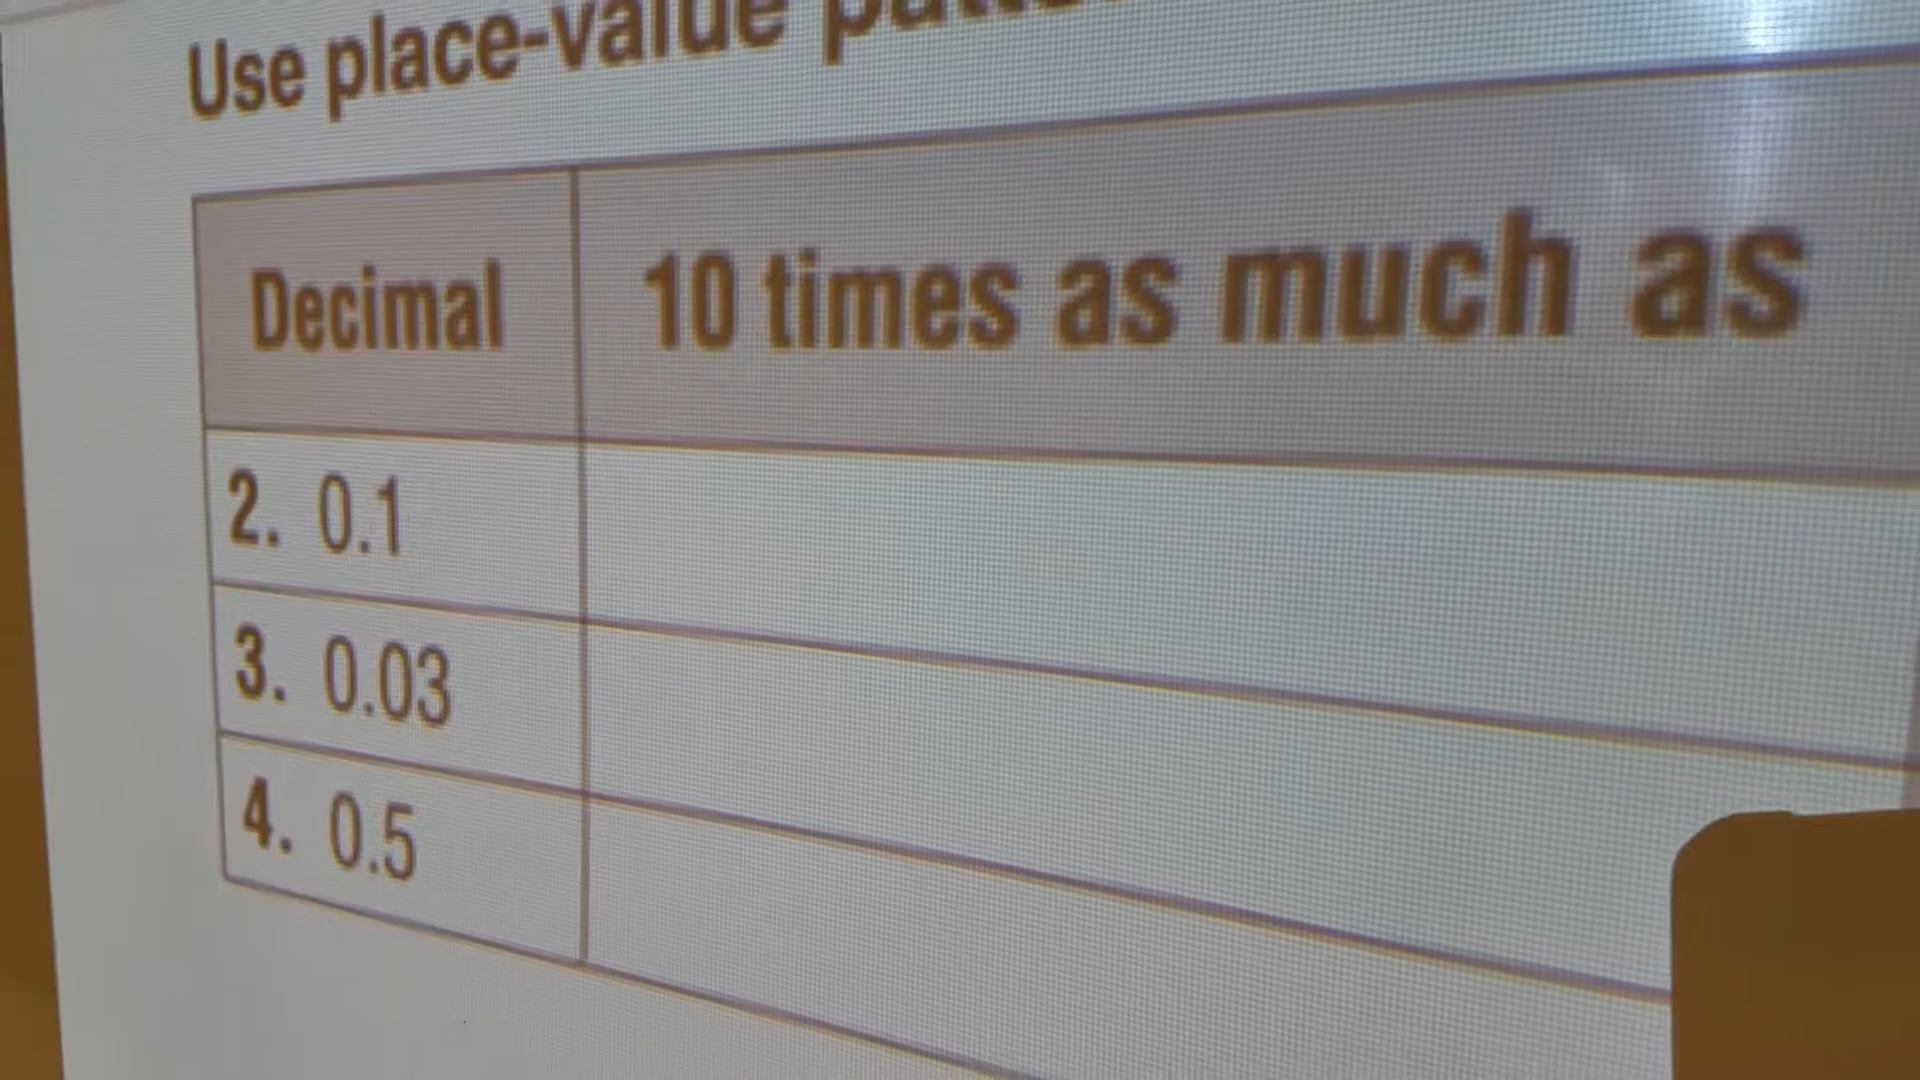 Use place-value
Decimal 10 times as much as
2. 0.1
3. 0.03
4. 0.5